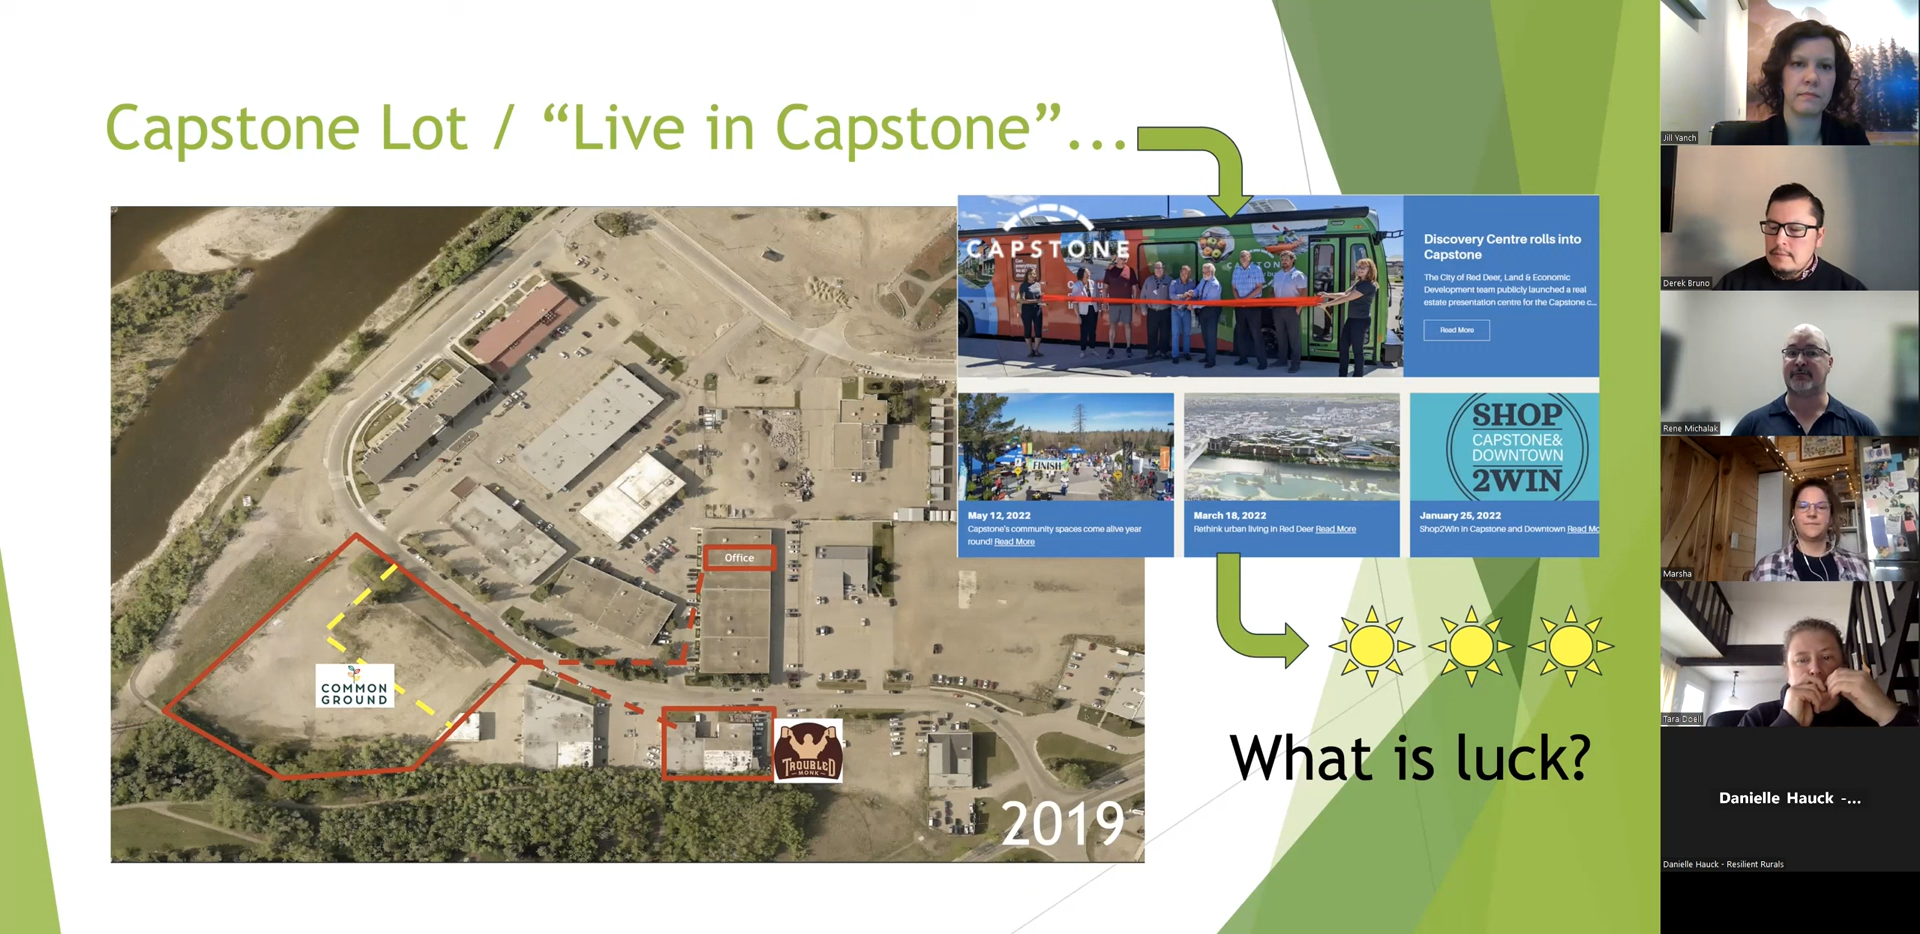 Capstone Lot / “Live in Capstone”...
CAPSTONE
CAPSTONE
Discovery Centre rolls into
Capstone
The City of Red Deer, Land & Economic
Development team publicly launched a real
estate presentation centre for the Capstone c...
Read More
FINISH
SHOP
CAPSTONE&
DOWNTOWN
2WIN
May 12, 2022
Capstone's community spaces come alive year
round! Read More
March 18, 2022
Rethink urban living in Red Deer Read More
January 25, 2022
Shop2Win in Capstone and Downtown Read Mo
Office
COMMON
GROUND
TROUBLED
MONK
2019
What is luck?
Jill Yanch
Derek Bruno
Rene Michalak
Marsha
Tara Doell
Danielle Hauck -...
Danielle Hauck - Resilient Rurals